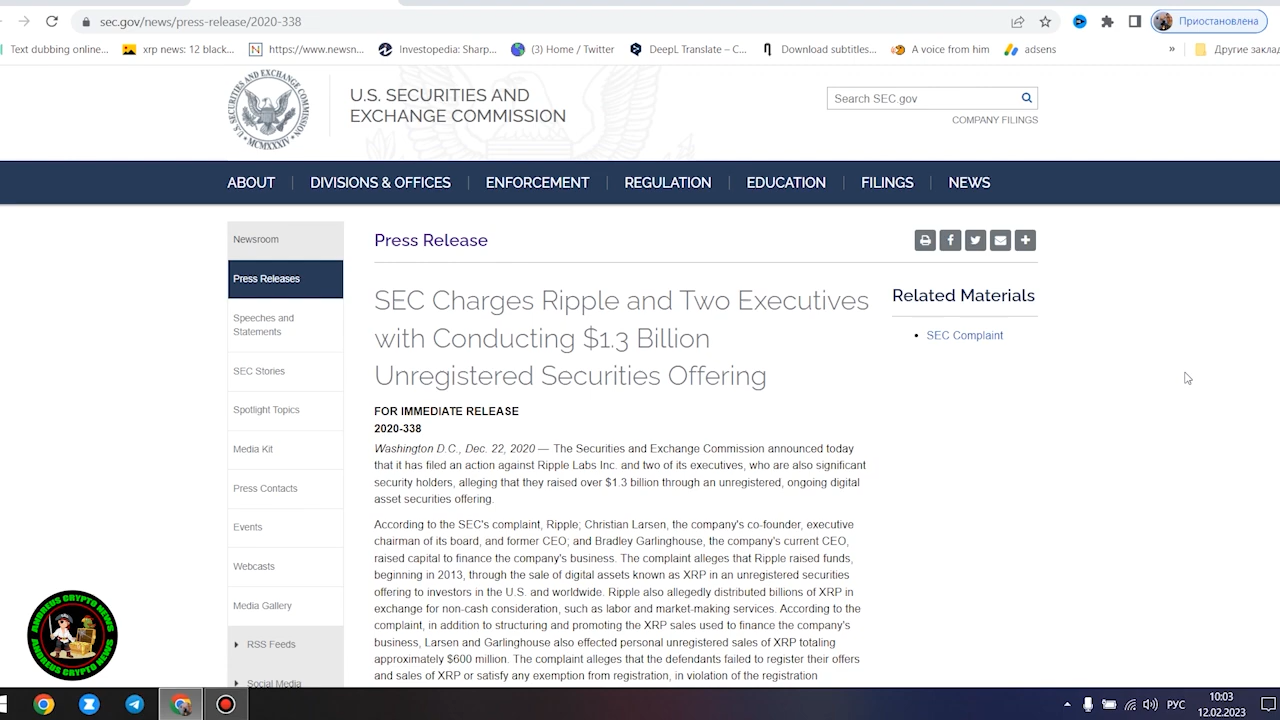 sec.gov/news/press-release/2020-338
Приостановлена
Text dubbing online...
xrp news: 12 black...
https://www.newsn...
Investopedia: Sharp...
(3) Home / Twitter
DeepL Translate – C...
Download subtitles...
A voice from him
adsens
»
Другие заклад
U.S. SECURITIES AND
EXCHANGE COMMISSION
U.S. SECURITIES AND EXCHANGE COMMISSION
MCMXXXIV
Search SEC.gov
COMPANY FILINGS
ABOUT
DIVISIONS & OFFICES
ENFORCEMENT
REGULATION
EDUCATION
FILINGS
NEWS
Newsroom
Press Releases
Speeches and
Statements
SEC Stories
Spotlight Topics
Media Kit
Press Contacts
Events
Webcasts
Media Gallery
RSS Feeds
Social Media
Press Release
SEC Charges Ripple and Two Executives
with Conducting $1.3 Billion
Unregistered Securities Offering
FOR IMMEDIATE RELEASE
2020-338
Washington D.C., Dec. 22, 2020 — The Securities and Exchange Commission announced today
that it has filed an action against Ripple Labs Inc. and two of its executives, who are also significant
security holders, alleging that they raised over $1.3 billion through an unregistered, ongoing digital
asset securities offering.
According to the SEC's complaint, Ripple; Christian Larsen, the company's co-founder, executive
chairman of its board, and former CEO; and Bradley Garlinghouse, the company's current CEO,
raised capital to finance the company's business. The complaint alleges that Ripple raised funds,
beginning in 2013, through the sale of digital assets known as XRP in an unregistered securities
offering to investors in the U.S. and worldwide. Ripple also allegedly distributed billions of XRP in
exchange for non-cash consideration, such as labor and market-making services. According to the
complaint, in addition to structuring and promoting the XRP sales used to finance the company's
business, Larsen and Garlinghouse also effected personal unregistered sales of XRP totaling
approximately $600 million. The complaint alleges that the defendants failed to register their offers
and sales of XRP or satisfy any exemption from registration, in violation of the registration
Related Materials
SEC Complaint
ANDREUS CRYPTO NEWS
ANDREUS CRYPTO NEWS
РУС
10:03
12.02.2023